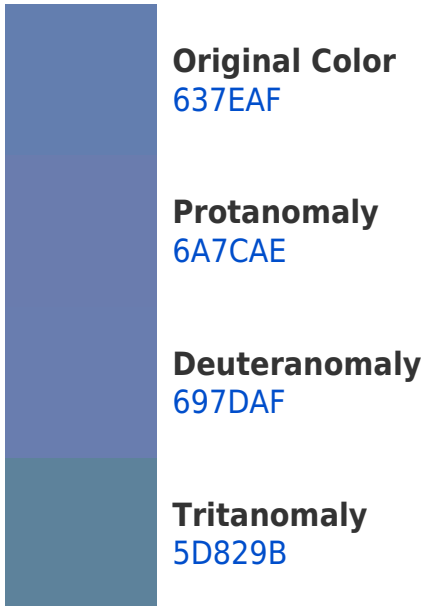 Original Color
637EAF
Protanomaly
6A7CAE
Deuteranomaly
697DAF
Tritanomaly
5D829B